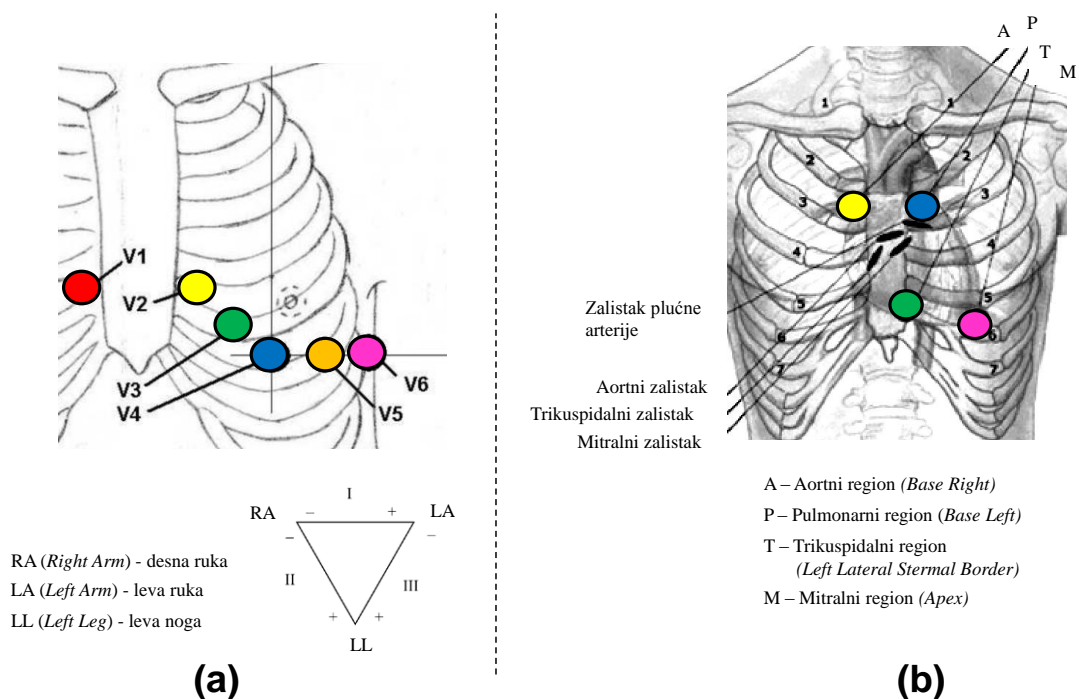 V1
V2
V3
V4
V5
V6
I
RA
–
+
LA
–
–
II
III
+
+
LL
RA (Right Arm) - desna ruka
LA (Left Arm) - leva ruka
LL (Left Leg) - leva noga
(a)
A
P
T
M
1
1
2
2
3
3
4
4
5
5
6
6
7
7
Zalistak plućne
arterije
Aortni zalistak
Trikuspidalni zalistak
Mitralni zalistak
A – Aortni region (Base Right)
P – Pulmonarni region (Base Left)
T – Trikuspidalni region
(Left Lateral Stermal Border)
M – Mitralni region (Apex)
(b)